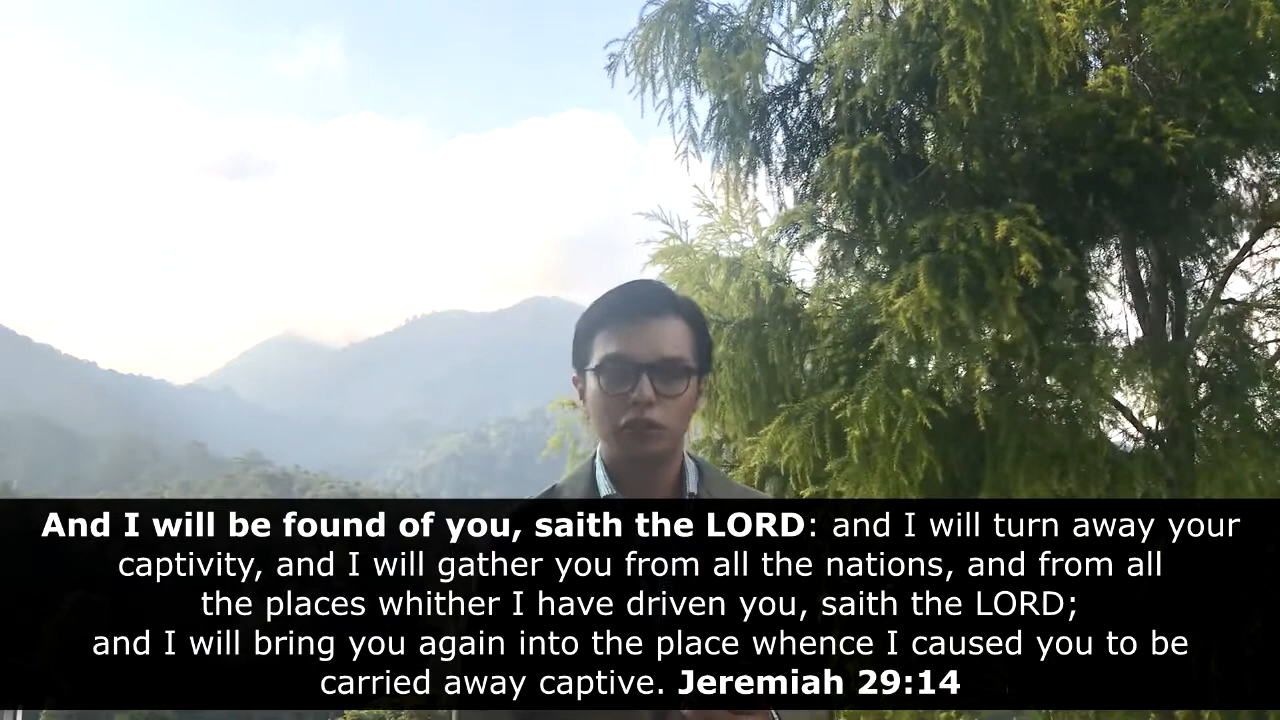 And I will be found of you, saith the LORD: and I will turn away your
captivity, and I will gather you from all the nations, and from all
the places whither I have driven you, saith the LORD;
and I will bring you again into the place whence I caused you to be
carried away captive. Jeremiah 29:14